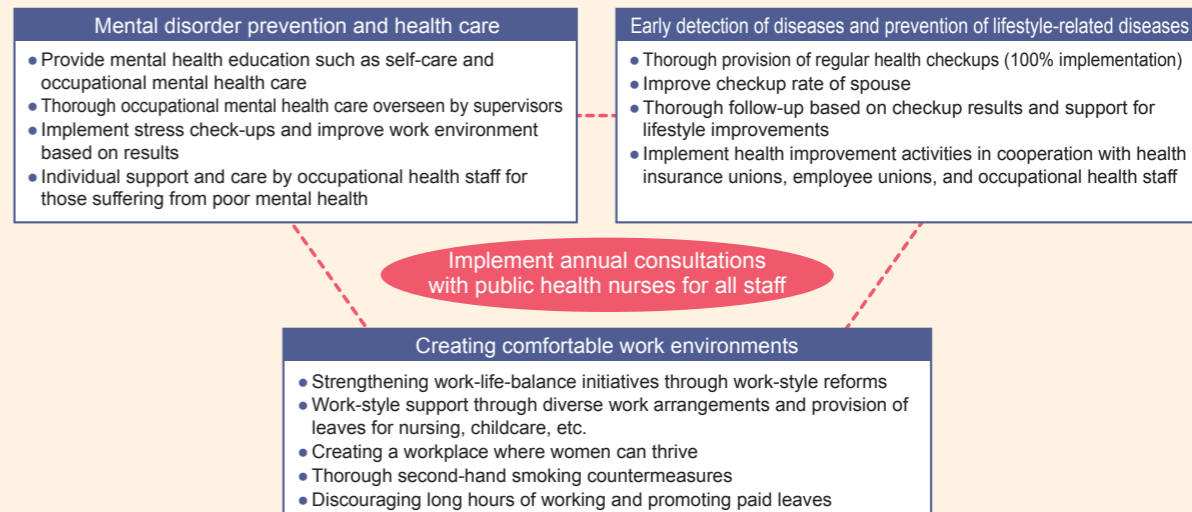 Mental disorder prevention and health care
● Provide mental health education such as self-care and
occupational mental health care
● Thorough occupational mental health care overseen by supervisors
● Implement stress check-ups and improve work environment
based on results
● Individual support and care by occupational health staff for
those suffering from poor mental health
Early detection of diseases and prevention of lifestyle-related diseases
● Thorough provision of regular health checkups (100% implementation)
● Improve checkup rate of spouse
● Thorough follow-up based on checkup results and support for
lifestyle improvements
● Implement health improvement activities in cooperation with health
insurance unions, employee unions, and occupational health staff
Implement annual consultations
with public health nurses for all staff
Creating comfortable work environments
● Strengthening work-life-balance initiatives through work-style reforms
● Work-style support through diverse work arrangements and provision of
leaves for nursing, childcare, etc.
● Creating a workplace where women can thrive
● Thorough second-hand smoking countermeasures
● Discouraging long hours of working and promoting paid leaves